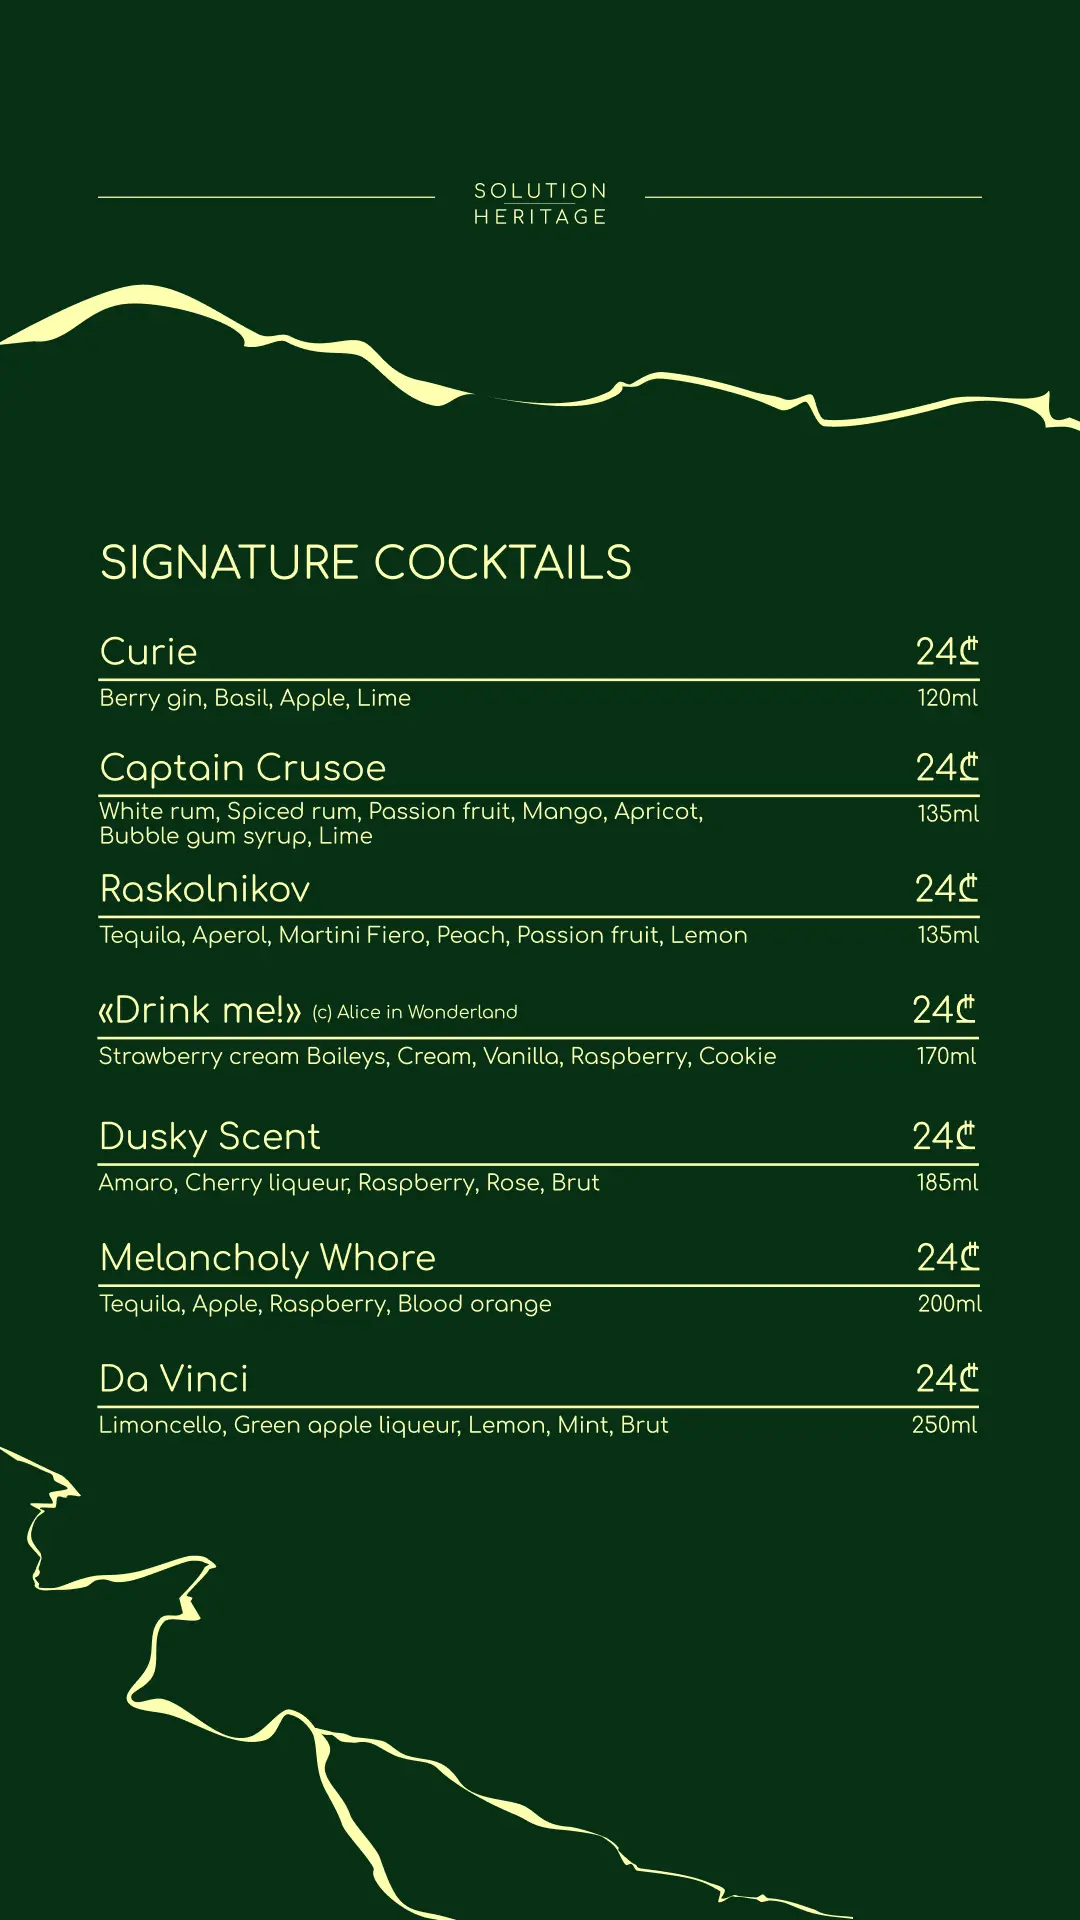 SOLUTION
HERITAGE
SIGNATURE COCKTAILS
Curie 24₾
Berry gin, Basil, Apple, Lime 120ml
Captain Crusoe 24₾
White rum, Spiced rum, Passion fruit, Mango, Apricot, 135ml
Bubble gum syrup, Lime
Raskolnikov 24₾
Tequila, Aperol, Martini Fiero, Peach, Passion fruit, Lemon 135ml
«Drink me!» (c) Alice in Wonderland 24₾
Strawberry cream Baileys, Cream, Vanilla, Raspberry, Cookie 170ml
Dusky Scent 24₾
Amaro, Cherry liqueur, Raspberry, Rose, Brut 185ml
Melancholy Whore 24₾
Tequila, Apple, Raspberry, Blood orange 200ml
Da Vinci 24₾
Limoncello, Green apple liqueur, Lemon, Mint, Brut 250ml